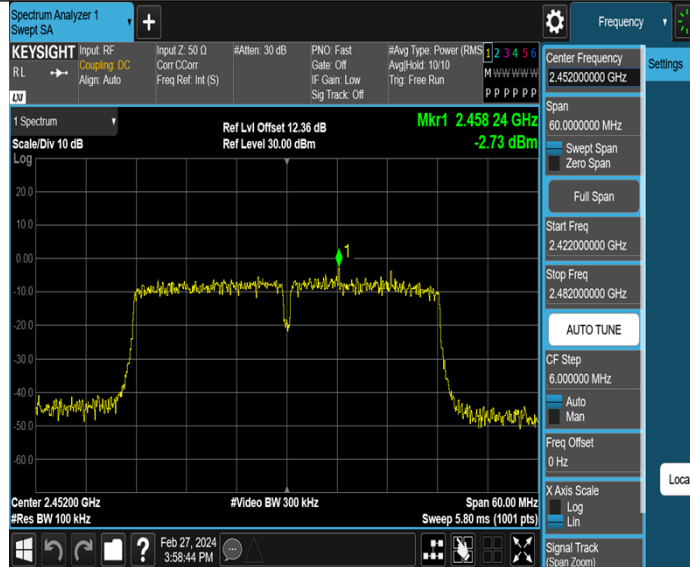 Spectrum Analyzer 1
Swept SA
Frequency
KEYSIGHT
RL
LXI
Input: RF
Coupling: DC
Align: Auto
Input Z: 50 Ω
Corr CCorr
Freq Ref: Int (S)
#Atten: 30 dB
PNO: Fast
Gate: Off
IF Gain: Low
Sig Track: Off
#Avg Type: Power (RMS
Avg|Hold: 10/10
Trig: Free Run
1 2 3 4 5 6
M W W W W W
P P P P P P
Center Frequency
2.452000000 GHz
Settings
Span
60.0000000 MHz
Swept Span
Zero Span
Full Span
Start Freq
2.422000000 GHz
Stop Freq
2.482000000 GHz
AUTO TUNE
CF Step
6.000000 MHz
Auto
Man
Freq Offset
0 Hz
X Axis Scale
Log
Lin
Loca
Signal Track
(Span Zoom)
1 Spectrum
Scale/Div 10 dB
Ref Lvl Offset 12.36 dB
Ref Level 30.00 dBm
Mkr1 2.458 24 GHz
-2.73 dBm
Log
20.0
10.0
0.00
-10.0
-20.0
-30.0
-40.0
-50.0
-60.0
1
Center 2.45200 GHz
#Res BW 100 kHz
#Video BW 300 kHz
Span 60.00 MHz
Sweep 5.80 ms (1001 pts)
?
Feb 27, 2024
3:58:44 PM